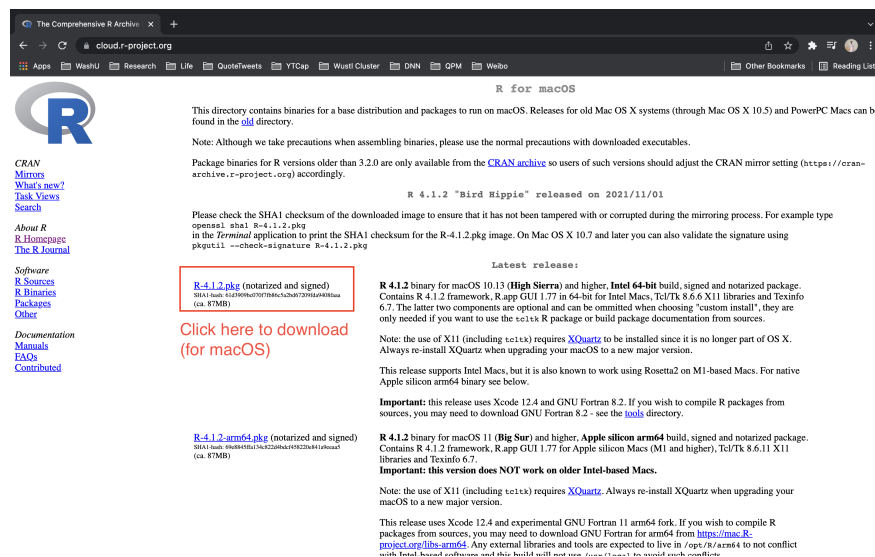 The Comprehensive R Archive
cloud.r-project.org
Apps WashU Research Life QuoteTweets YTCap Wustl Cluster DNN QPM Weibo Other Bookmarks Reading List
R
R for macOS
This directory contains binaries for a base distribution and packages to run on macOS. Releases for old Mac OS X systems (through Mac OS X 10.5) and PowerPC Macs can b
found in the old directory.
Note: Although we take precautions when assembling binaries, please use the normal precautions with downloaded executables.
Package binaries for R versions older than 3.2.0 are only available from the CRAN archive so users of such versions should adjust the CRAN mirror setting (https://cran-
archive.r-project.org) accordingly.
R 4.1.2 "Bird Hippie" released on 2021/11/01
Please check the SHA1 checksum of the downloaded image to ensure that it has not been tampered with or corrupted during the mirroring process. For example type
openssl sha1 R-4.1.2.pkg
in the Terminal application to print the SHA1 checksum for the R-4.1.2.pkg image. On Mac OS X 10.7 and later you can also validate the signature using
pkgutil --check-signature R-4.1.2.pkg
CRAN
Mirrors
What's new?
Task Views
Search
About R
R Homepage
The R Journal
Software
R Sources
R Binaries
Packages
Other
Documentation
Manuals
FAQs
Contributed
Latest release:
R-4.1.2.pkg (notarized and signed)
SHA1-hash:
(ca. 87MB)
Click here to download
(for macOS)
R 4.1.2 binary for macOS 10.13 (High Sierra) and higher, Intel 64-bit build, signed and notarized package.
Contains R 4.1.2 framework, R.app GUI 1.77 in 64-bit for Intel Macs, Tcl/Tk 8.6.6 X11 libraries and Texinfo
6.7. The latter two components are optional and can be ommitted when choosing "custom install", they are
only needed if you want to use the tcltk R package or build package documentation from sources.
Note: the use of X11 (including tcltk) requires XQuartz to be installed since it is no longer part of OS X.
Always re-install XQuartz when upgrading your macOS to a new major version.
This release supports Intel Macs, but it is also known to work using Rosetta2 on M1-based Macs. For native
Apple silicon arm64 binary see below.
Important: this release uses Xcode 12.4 and GNU Fortran 8.2. If you wish to compile R packages from
sources, you may need to download GNU Fortran 8.2 - see the tools directory.
R-4.1.2-arm64.pkg (notarized and signed)
SHA1-hash:
(ca. 87MB)
R 4.1.2 binary for macOS 11 (Big Sur) and higher, Apple silicon arm64 build, signed and notarized package.
Contains R 4.1.2 framework, R.app GUI 1.77 for Apple silicon Macs (M1 and higher), Tcl/Tk 8.6.11 X11
libraries and Texinfo 6.7.
Important: this version does NOT work on older Intel-based Macs.
Note: the use of X11 (including tcltk) requires XQuartz. Always re-install XQuartz when upgrading your
macOS to a new major version.
This release uses Xcode 12.4 and experimental GNU Fortran 11 arm64 fork. If you wish to compile R
packages from sources, you may need to download GNU Fortran for arm64 from https://mac.R-
project.org/libs-arm64. Any external libraries and tools are expected to live in /opt/R/arm64 to not conflict
with Intel-based software and this build will not use /usr/local to avoid such conflicts